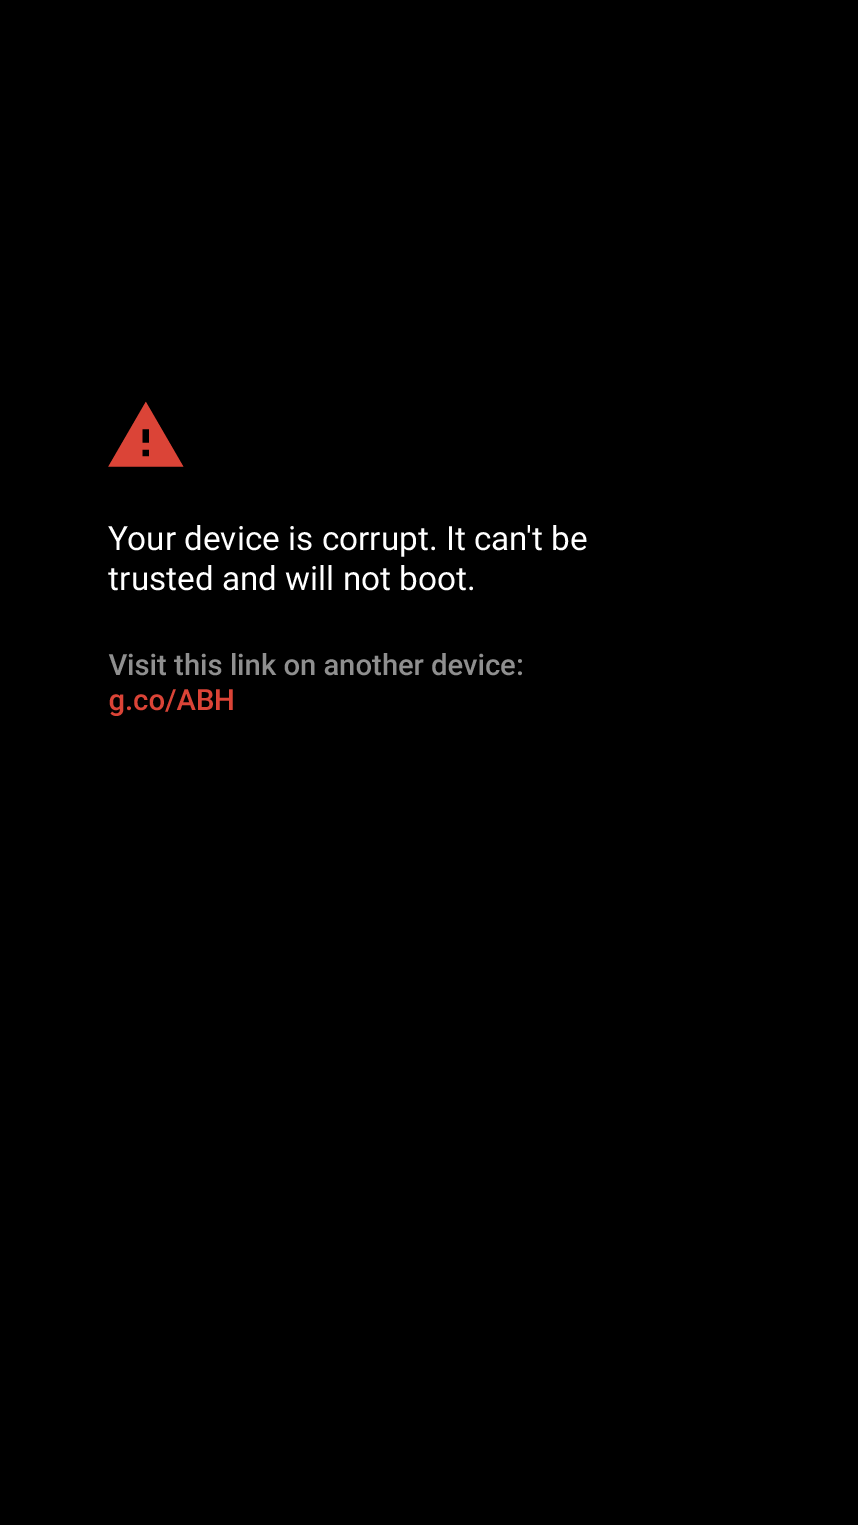 Your device is corrupt. It can't be
trusted and will not boot.
Visit this link on another device:
g.co/ABH